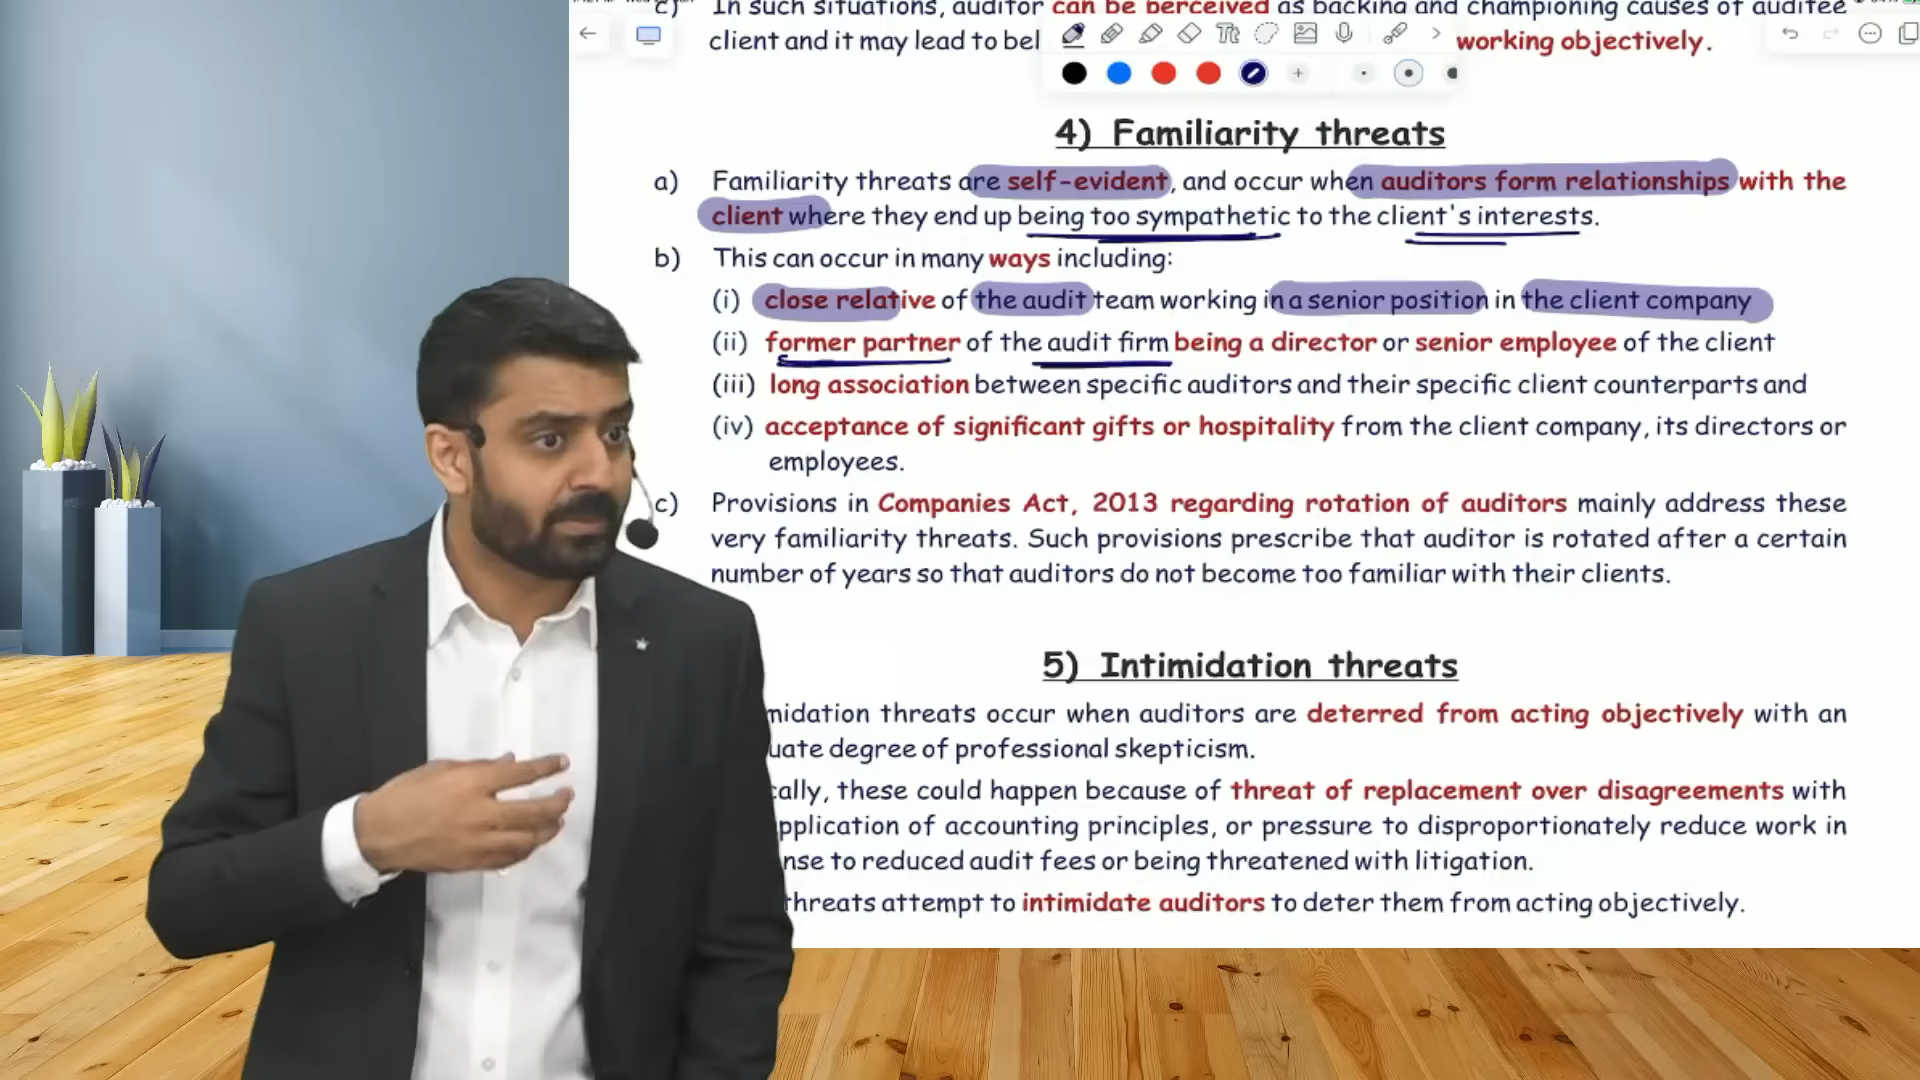 c) In such situations, auditor can be perceived as backing and championing causes of auditee
client and it may lead to bel working objectively.
4) Familiarity threats
a) Familiarity threats are self-evident, and occur when auditors form relationships with the
client where they end up being too sympathetic to the client's interests.
b) This can occur in many ways including:
(i) close relative of the audit team working in a senior position in the client company
(ii) former partner of the audit firm being a director or senior employee of the client
(iii) long association between specific auditors and their specific client counterparts and
(iv) acceptance of significant gifts or hospitality from the client company, its directors or
employees.
c) Provisions in Companies Act, 2013 regarding rotation of auditors mainly address these
very familiarity threats. Such provisions prescribe that auditor is rotated after a certain
number of years so that auditors do not become too familiar with their clients.
5) Intimidation threats
midation threats occur when auditors are deterred from acting objectively with an
uate degree of professional skepticism.
cally, these could happen because of threat of replacement over disagreements with
pplication of accounting principles, or pressure to disproportionately reduce work in
nse to reduced audit fees or being threatened with litigation.
threats attempt to intimidate auditors to deter them from acting objectively.